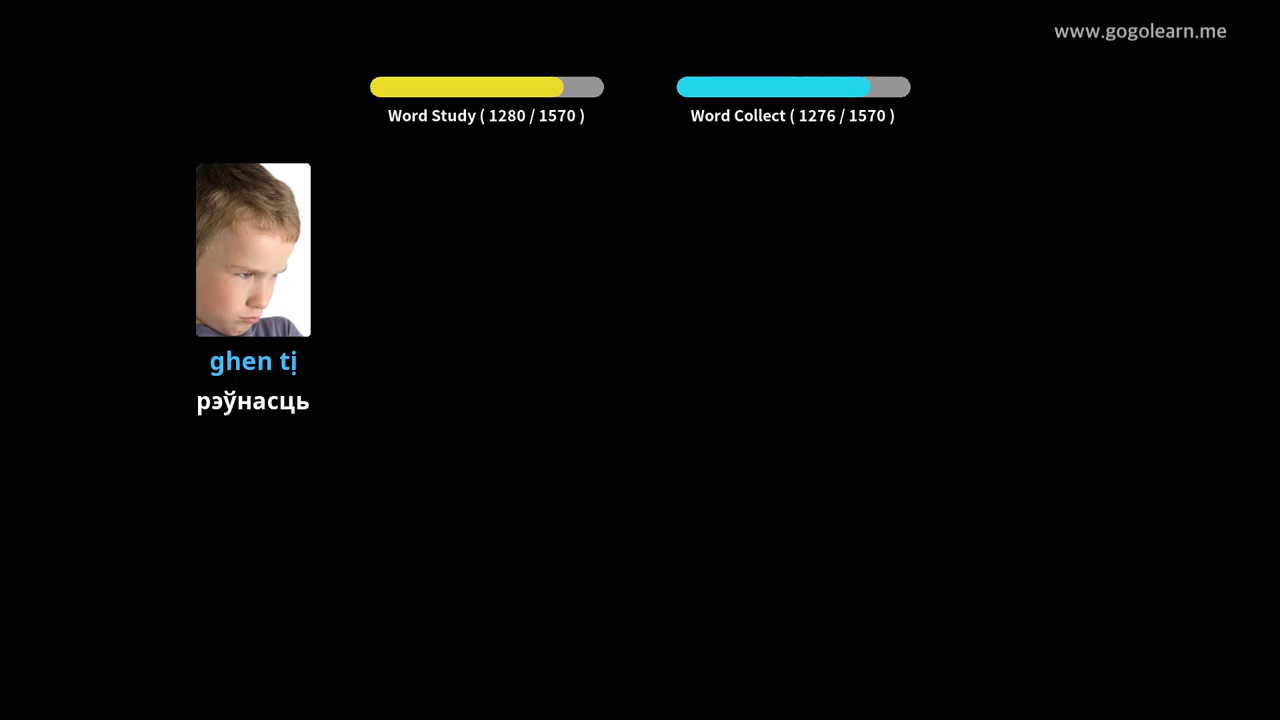 www.gogolearn.me
Word Study ( 1280 / 1570 )
Word Collect ( 1276 / 1570 )
ghen tị
рэўнасць